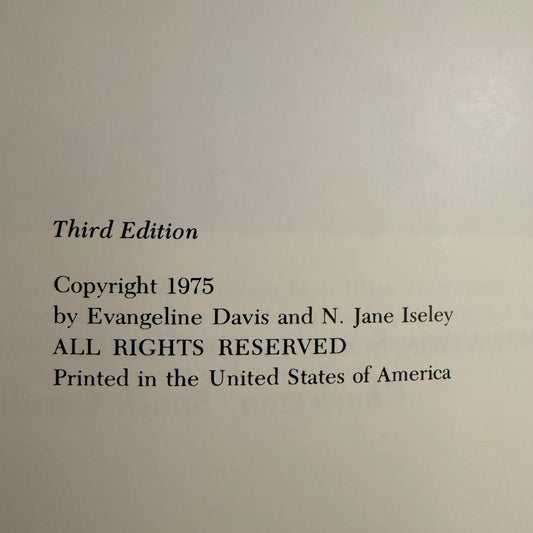 Third Edition
Copyright 1975
by Evangeline Davis and N. Jane Iseley
ALL RIGHTS RESERVED
Printed in the United States of America